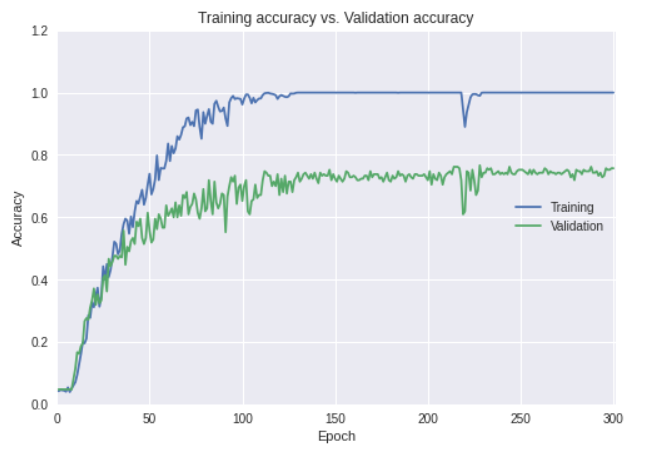 Training accuracy vs. Validation accuracy
1.2
1.0
0.8
0.6
0.4
0.2
0.0
Accuracy
Training
Validation
0 50 100 150 200 250 300
Epoch